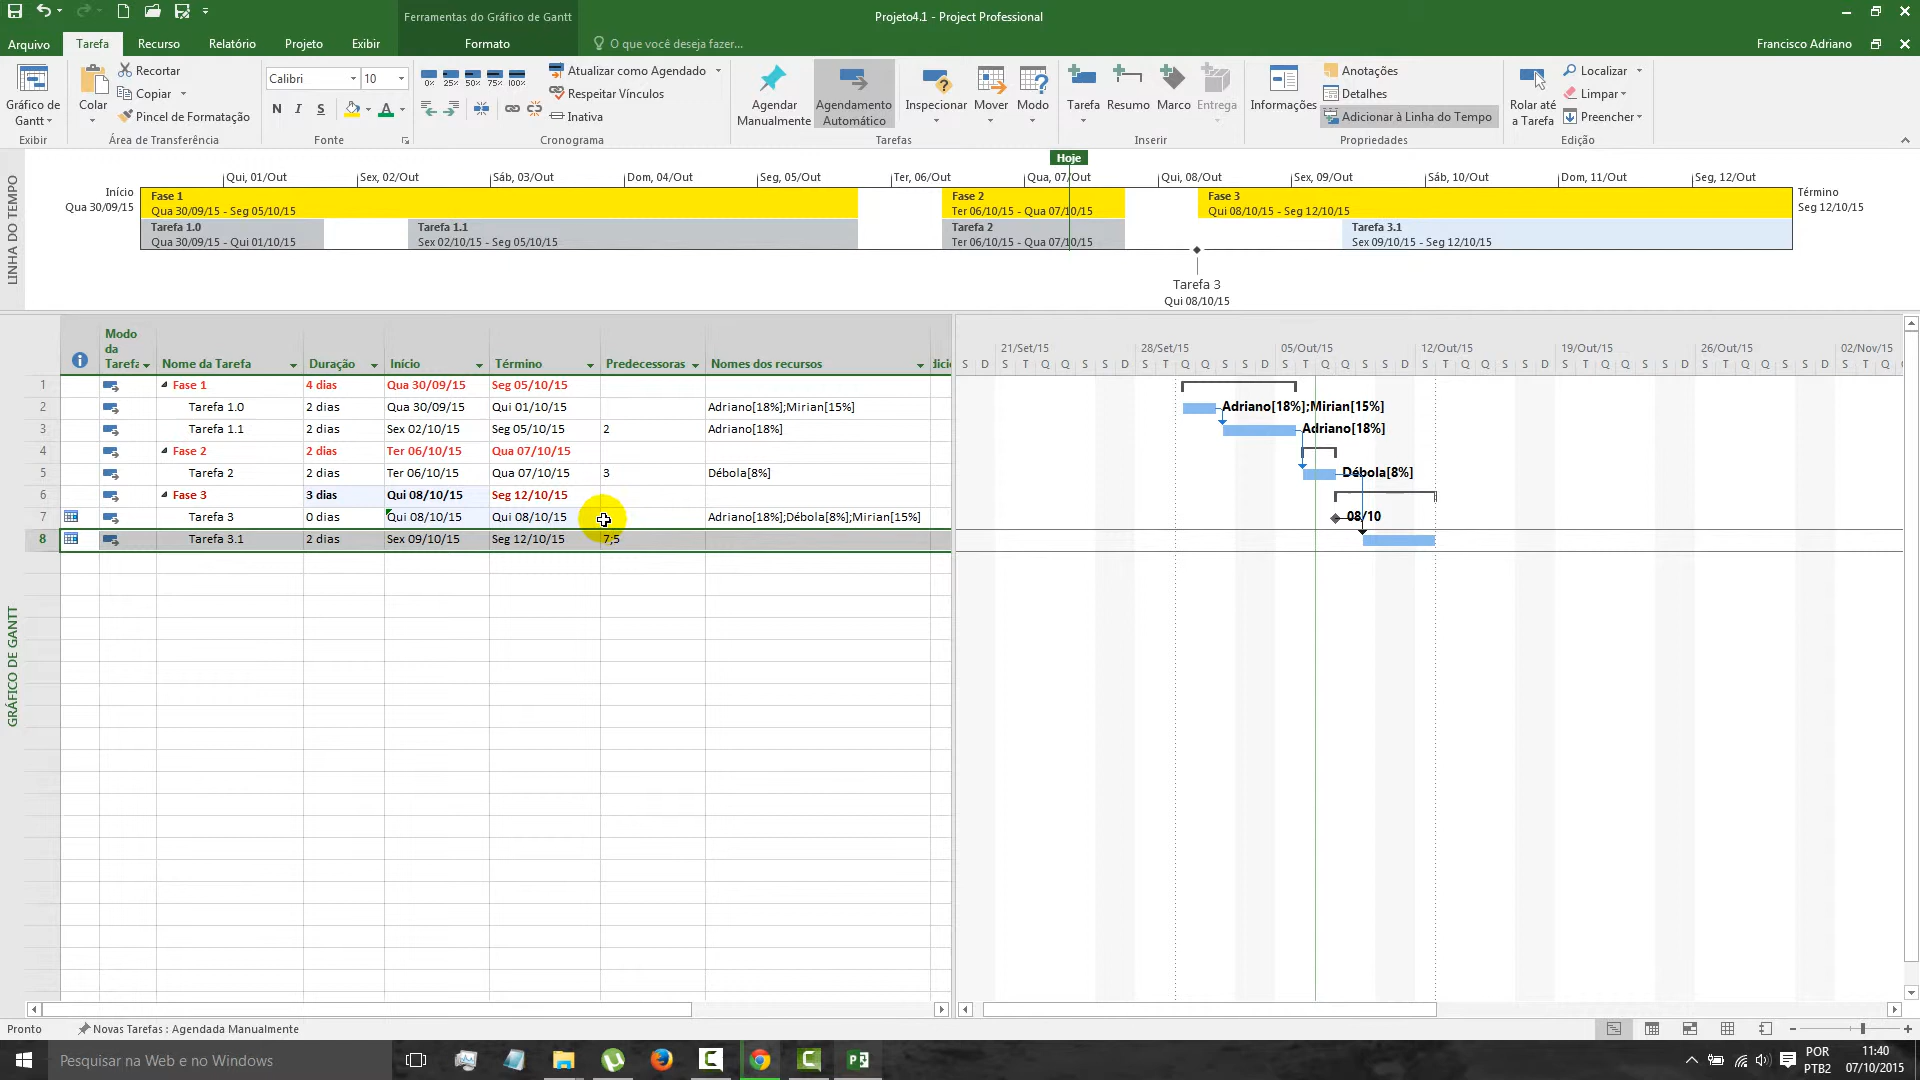 Ferramentas do Gráfico de Gantt
Projeto4.1 - Project Professional
Arquivo Tarefa Recurso Relatório Projeto Exibir Formato O que você deseja fazer... Francisco Adriano
Gráfico de Gantt
Colar
Recortar
Copiar
Pincel de Formatação
Calibri 10
N I S
0% 25% 50% 75% 100%
Atualizar como Agendado
Respeitar Vínculos
Inativa
Agendar Manualmente
Agendamento Automático
Inspecionar
Mover
Modo
Tarefa
Resumo
Marco
Entrega
Informações
Anotações
Detalhes
Adicionar à Linha do Tempo
Rolar até a Tarefa
Localizar
Limpar
Preencher
Exibir Área de Transferência Fonte Cronograma Tarefas Inserir Propriedades Edição
LINHA DO TEMPO
Hoje
Qui, 01/Out Sex, 02/Out Sáb, 03/Out Dom, 04/Out Seg, 05/Out Ter, 06/Out Qua, 07/Out Qui, 08/Out Sex, 09/Out Sáb, 10/Out Dom, 11/Out Seg, 12/Out
Início
Qua 30/09/15
Fase 1
Qua 30/09/15 - Seg 05/10/15
Fase 2
Ter 06/10/15 - Qua 07/10/15
Fase 3
Qui 08/10/15 - Seg 12/10/15
Término
Seg 12/10/15
Tarefa 1.0
Qua 30/09/15 - Qui 01/10/15
Tarefa 1.1
Sex 02/10/15 - Seg 05/10/15
Tarefa 2
Ter 06/10/15 - Qua 07/10/15
Tarefa 3.1
Sex 09/10/15 - Seg 12/10/15
Tarefa 3
Qui 08/10/15
GRÁFICO DE GANTT
Modo da Tarefa Nome da Tarefa Duração Início Término Predecessoras Nomes dos recursos
1 Fase 1 4 dias Qua 30/09/15 Seg 05/10/15
2 Tarefa 1.0 2 dias Qua 30/09/15 Qui 01/10/15 Adriano[18%];Mirian[15%]
3 Tarefa 1.1 2 dias Sex 02/10/15 Seg 05/10/15 2 Adriano[18%]
4 Fase 2 2 dias Ter 06/10/15 Qua 07/10/15
5 Tarefa 2 2 dias Ter 06/10/15 Qua 07/10/15 3 Débola[8%]
6 Fase 3 3 dias Qui 08/10/15 Seg 12/10/15
7 Tarefa 3 0 dias Qui 08/10/15 Qui 08/10/15 Adriano[18%];Débola[8%];Mirian[15%]
8 Tarefa 3.1 2 dias Sex 09/10/15 Seg 12/10/15 7;5
21/Set/15 28/Set/15 05/Out/15 12/Out/15 19/Out/15 26/Out/15 02/Nov/15
S D S T Q Q S S D S T Q Q S S D S T Q Q S S D S T Q Q S S D S T Q Q S S D S T Q Q S S D S T Q
Adriano[18%];Mirian[15%]
Adriano[18%]
Débola[8%]
08/10
Pronto
Novas Tarefas : Agendada Manualmente
Pesquisar na Web e no Windows
POR
PTB2
11:40
07/10/2015